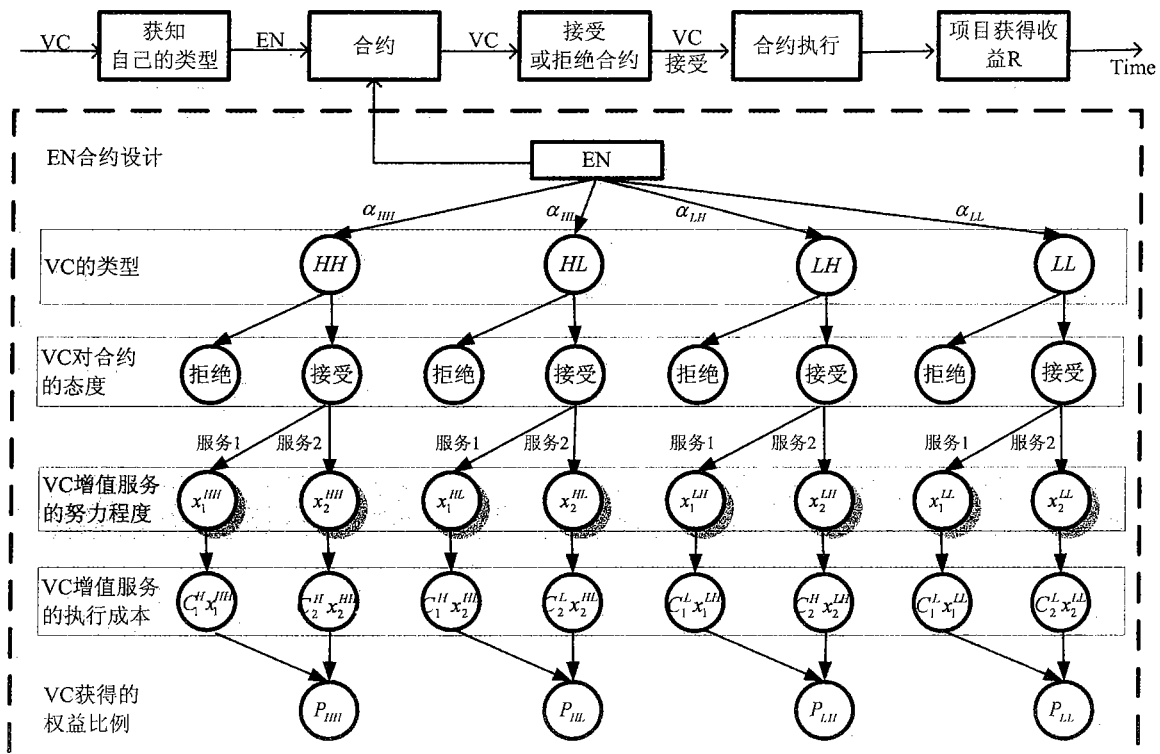 VC
获知
自己的类型
EN
合约
VC
接受
或拒绝合约
VC
接受
合约执行
项目获得收
益R
Time
EN合约设计
EN
α_HH α_HL α_LH α_LL
VC的类型
HH HL LH LL
VC对合约
的态度
拒绝 接受 拒绝 接受 拒绝 接受 拒绝 接受
服务1 服务2 服务1 服务2 服务1 服务2 服务1 服务2
VC增值服务
的努力程度
x_1^{HH} x_2^{HH} x_1^{HL} x_2^{HL} x_1^{LH} x_2^{LH} x_1^{LL} x_2^{LL}
VC增值服务
的执行成本
C_1^H x_1^{HH} C_2^H x_2^{HH} C_1^H x_2^{HL} C_2^L x_2^{HL} C_1^L x_1^{LH} C_2^H x_2^{LH} C_1^L x_1^{LL} C_2^L x_2^{LL}
VC获得的
权益比例
P_HH P_HL P_LH P_LL